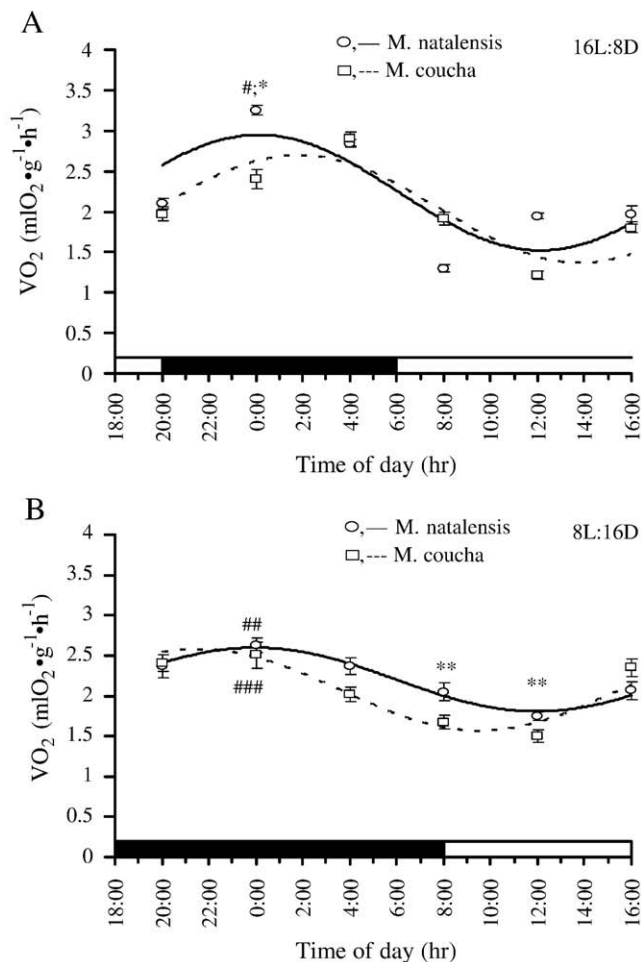 A
○,— M. natalensis
□,--- M. coucha
16L:8D
#;*
VO₂ (mlO₂•g⁻¹•h⁻¹)
4
3.5
3
2.5
2
1.5
1
0.5
0
18:00 20:00 22:00 0:00 2:00 4:00 6:00 8:00 10:00 12:00 14:00 16:00
Time of day (hr)
B
○,— M. natalensis
□,--- M. coucha
8L:16D
##
###
**
**
VO₂ (mlO₂•g⁻¹•h⁻¹)
4
3.5
3
2.5
2
1.5
1
0.5
0
18:00 20:00 22:00 0:00 2:00 4:00 6:00 8:00 10:00 12:00 14:00 16:00
Time of day (hr)